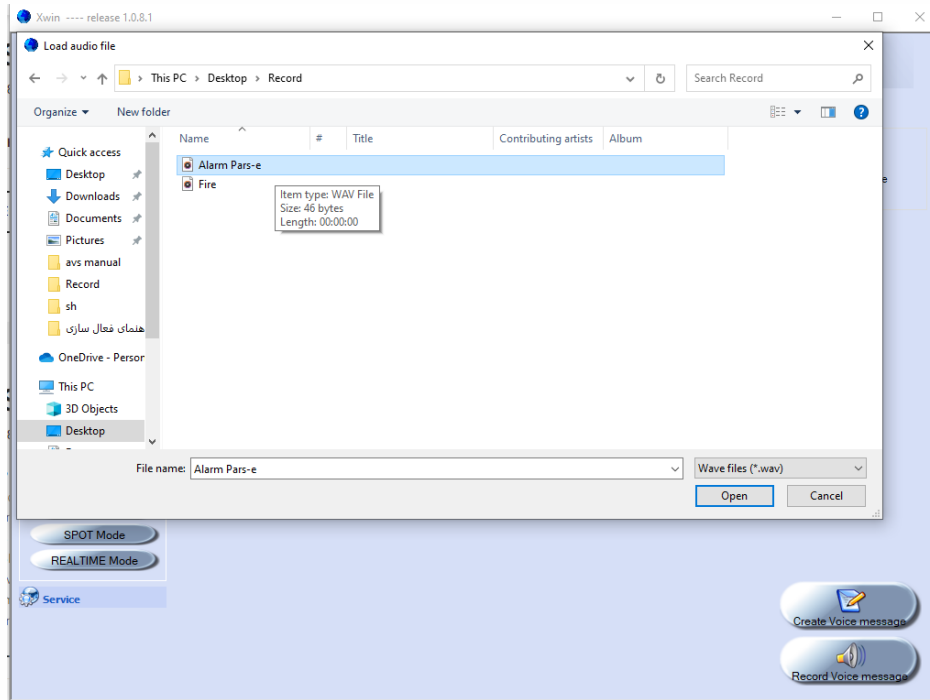 Xwin ---- release 1.0.8.1
Load audio file
This PC > Desktop > Record
Search Record
Organize
New folder
Name
#
Title
Contributing artists
Album
Alarm Pars-e
Fire
Item type: WAV File
Size: 46 bytes
Length: 00:00:00
Quick access
Desktop
Downloads
Documents
Pictures
avs manual
Record
sh
هنمای فعال سازی
OneDrive - Person
This PC
3D Objects
Desktop
File name:
Alarm Pars-e
Wave files (*.wav)
Open
Cancel
SPOT Mode
REALTIME Mode
Service
Create Voice message
Record Voice message